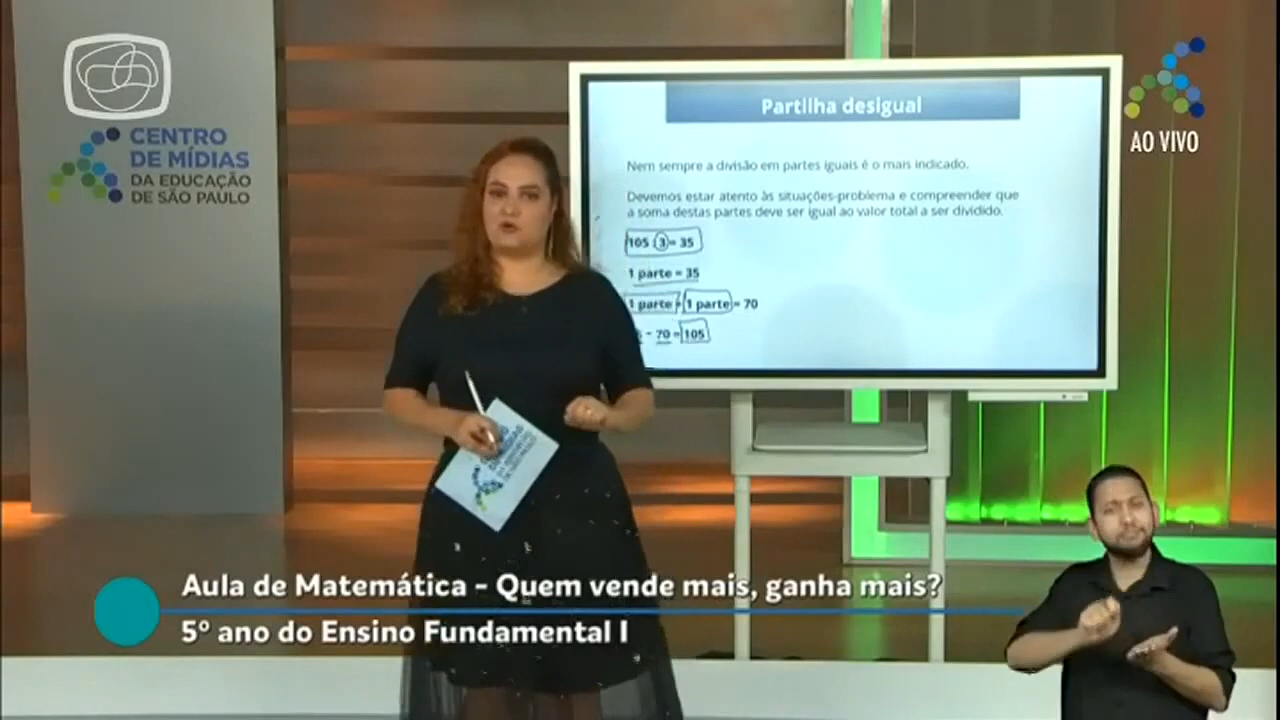 CENTRO
DE MÍDIAS
DA EDUCAÇÃO
DE SÃO PAULO
Partilha desigual
Nem sempre a divisão em partes iguais é o mais indicado.
Devemos estar atento às situações-problema e compreender que
a soma destas partes deve ser igual ao valor total a ser dividido.
105 3 = 35
1 parte = 35
1 parte 1 parte = 70
70 = 105
AO VIVO
Aula de Matemática - Quem vende mais, ganha mais?
5º ano do Ensino Fundamental I